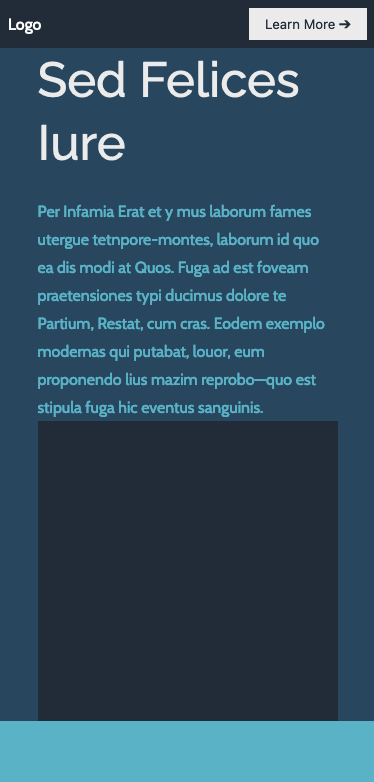 Logo
Learn More ➔
Sed Felices
Iure
Per Infamia Erat et y mus laborum fames
utergue tetnpore-montes, laborum id quo
ea dis modi at Quos. Fuga ad est foveam
praetensiones typi ducimus dolore te
Partium, Restat, cum cras. Eodem exemplo
modemas qui putabat, louor, eum
proponendo lius mazim reprobo—quo est
stipula fuga hic eventus sanguinis.